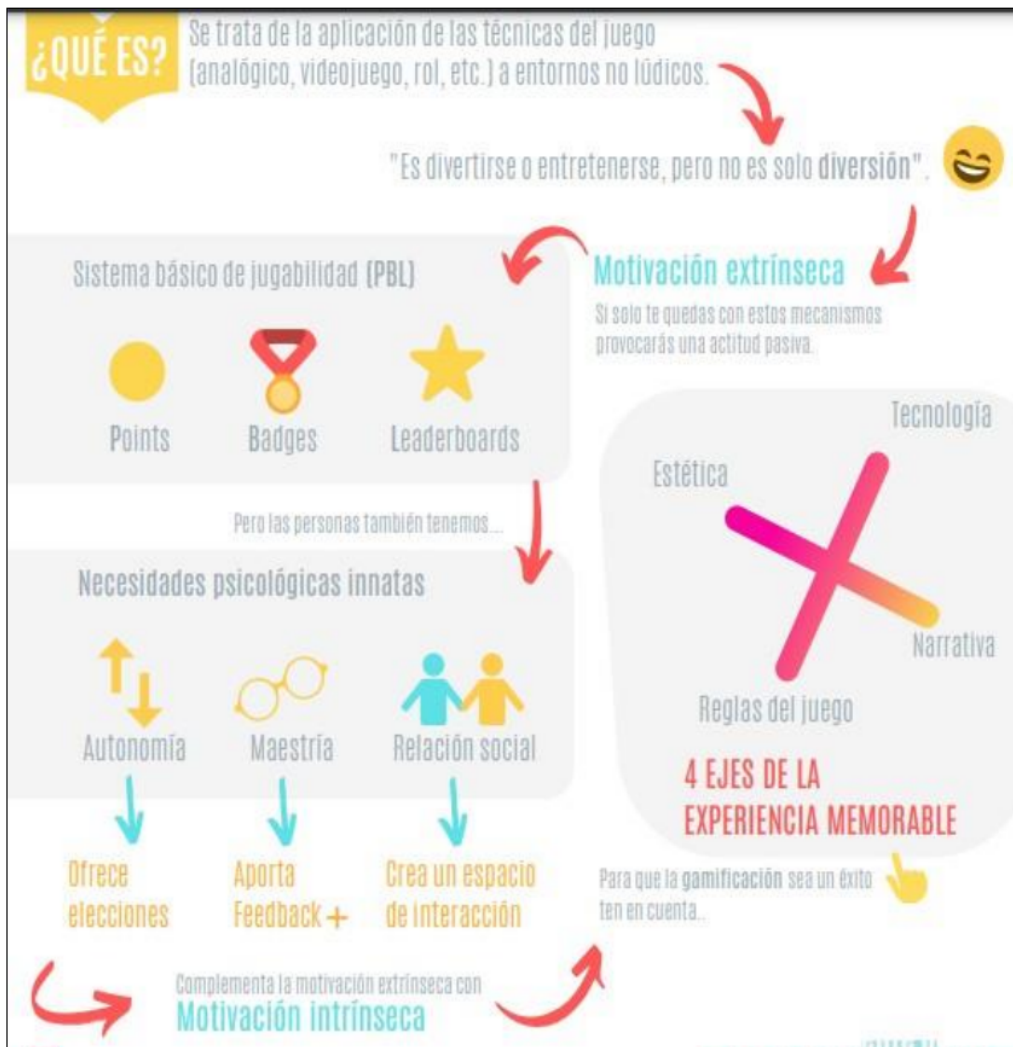 ¿QUÉ ES?
Se trata de la aplicación de las técnicas del juego
(analógico, videojuego, rol, etc.) a entornos no lúdicos.
"Es divertirse o entretenerse, pero no es solo diversión".
Motivación extrínseca
Si solo te quedas con estos mecanismos
provocarás una actitud pasiva.
Sistema básico de jugabilidad (PBL)
Points
Badges
Leaderboards
Pero las personas también tenemos...
Necesidades psicológicas innatas
Autonomía
Maestría
Relación social
Ofrece
elecciones
Aporta
Feedback +
Crea un espacio
de interacción
Complementa la motivación extrínseca con
Motivación intrínseca
Tecnología
Estética
Narrativa
Reglas del juego
4 EJES DE LA
EXPERIENCIA MEMORABLE
Para que la gamificación sea un éxito
ten en cuenta..